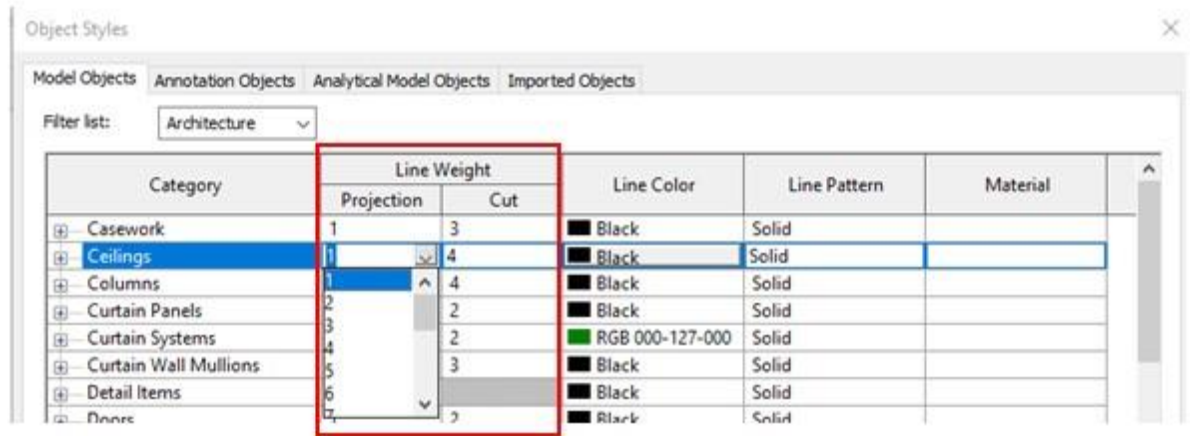 Object Styles
Model Objects Annotation Objects Analytical Model Objects Imported Objects
Filter list: Architecture
Category Line Weight Line Color Line Pattern Material
Projection Cut
Casework 1 3 Black Solid
Ceilings 1 4 Black Solid
Columns 1 4 Black Solid
Curtain Panels 2 2 Black Solid
Curtain Systems 3 2 RGB 000-127-000 Solid
4
Curtain Wall Mullions 5 3 Black Solid
Detail Items 6 Black Solid
Doors 7 2 Black Solid